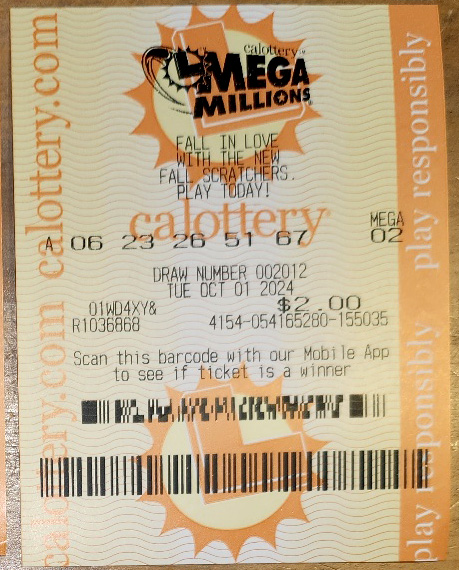 calottery™
MEGA
MILLIONS®
FALL IN LOVE
WITH THE NEW
FALL SCRATCHERS.
PLAY TODAY!
calottery®
MEGA
A 06 23 26 51 67 02
DRAW NUMBER 002012
TUE OCT 01 2024
01WD4XY& $2.00
R1036868 4154-054165280-155035
Scan this barcode with our Mobile App
to see if ticket is a winner
calottery.com calottery.com
play responsibly play responsibly